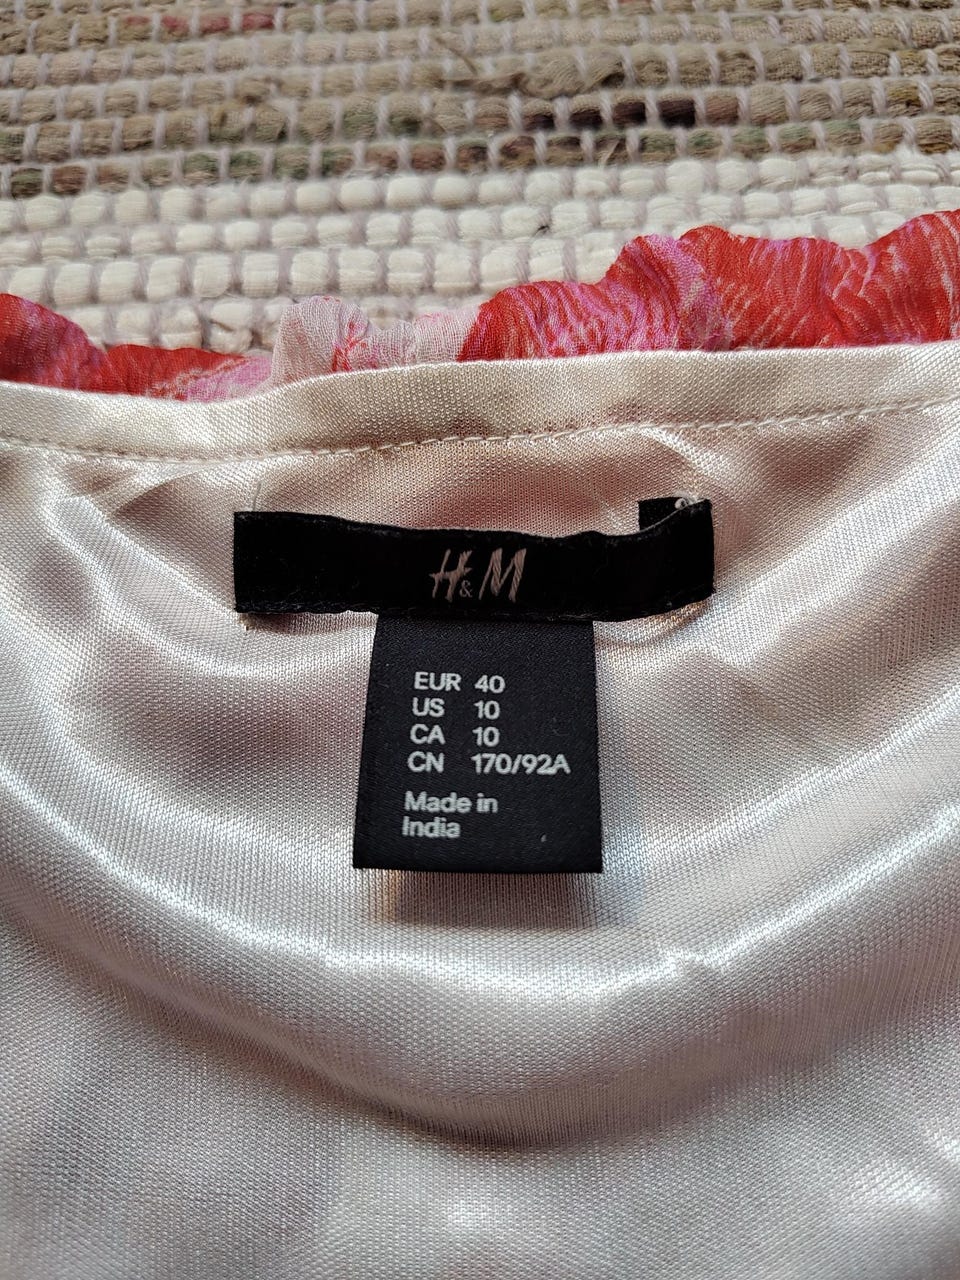 H&M
EUR 40
US 10
CA 10
CN 170/92A
Made in
India